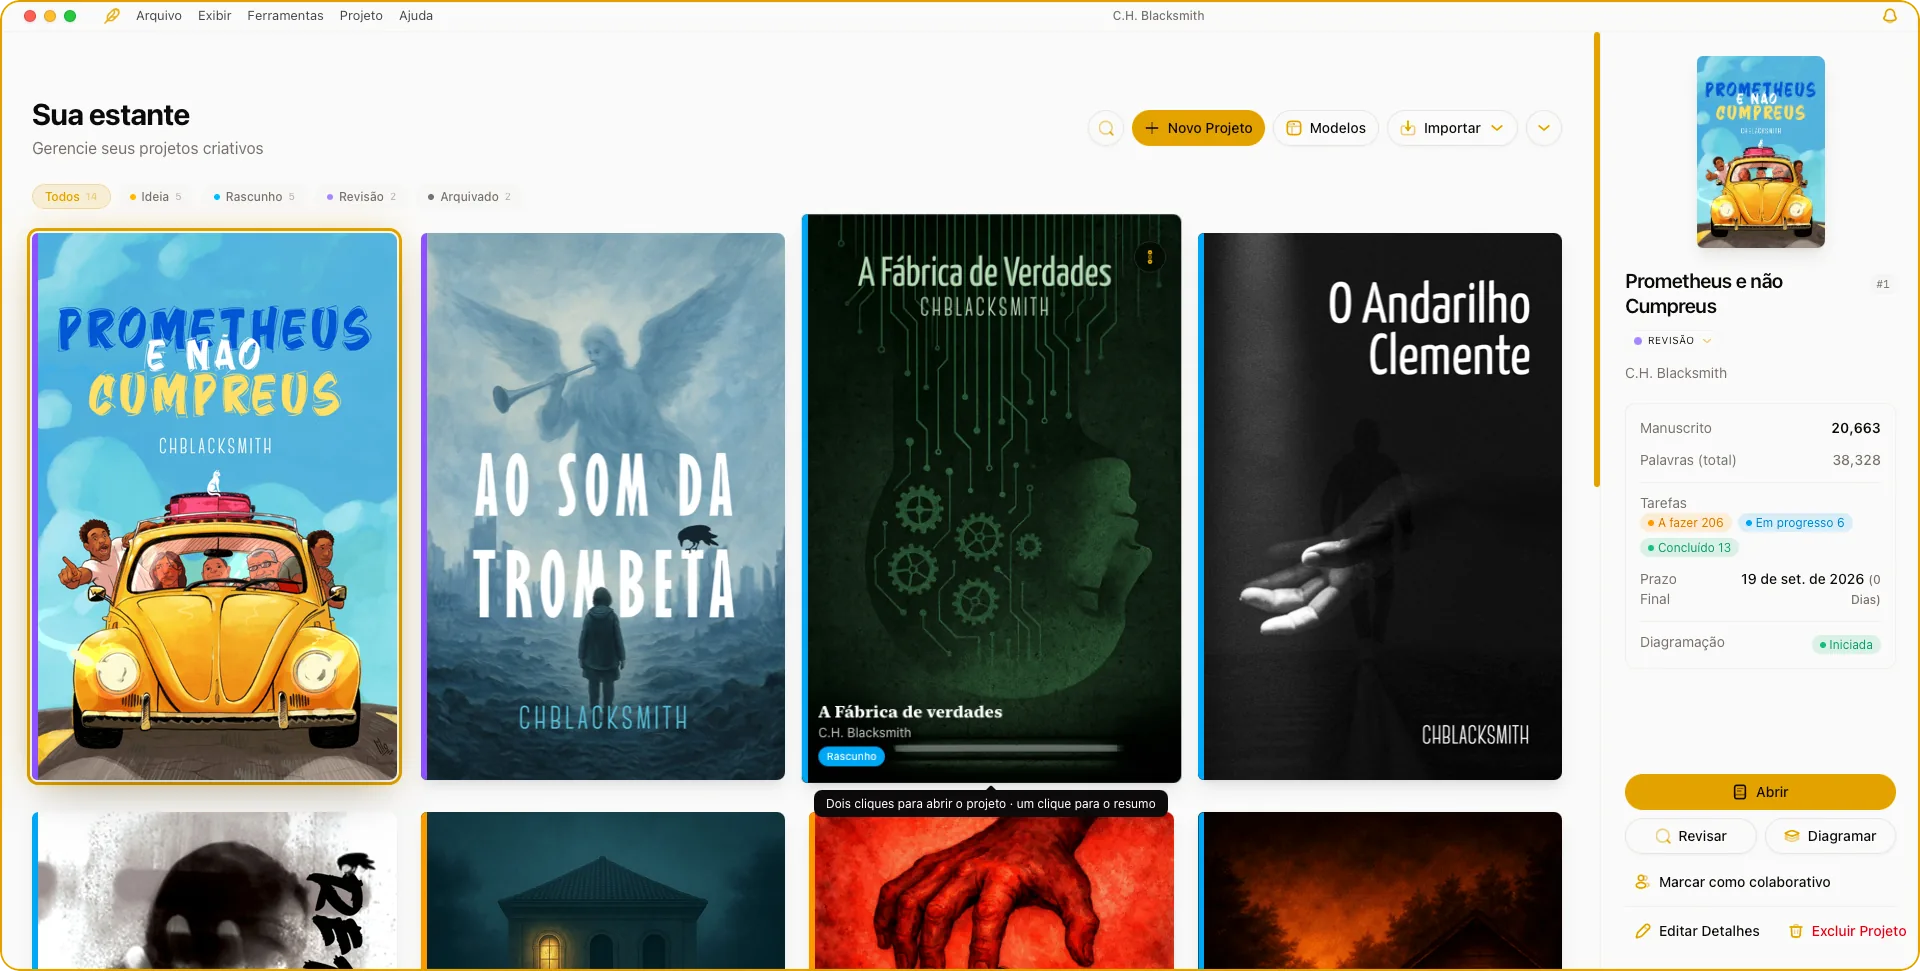 Arquivo Exibir Ferramentas Projeto Ajuda
C.H. Blacksmith
Sua estante
Gerencie seus projetos criativos
Novo Projeto
Modelos
Importar
Todos 14
Ideia 5
Rascunho 5
Revisão 2
Arquivado 2
PROMETHEUS
E NÃO
CUMPREUS
CHBLACKSMITH
AO SOM DA
TROMBETA
CHBLACKSMITH
A Fábrica de Verdades
CHBLACKSMITH
A Fábrica de verdades
C.H. Blacksmith
Rascunho
Dois cliques para abrir o projeto · um clique para o resumo
O Andarilho
Clemente
CHBLACKSMITH
PROMETHEUS
E NÃO
CUMPREUS
CHBLACKSMITH
Prometheus e não
Cumpreus
#1
REVISÃO
C.H. Blacksmith
Manuscrito 20,663
Palavras (total) 38,328
Tarefas
A fazer 206
Em progresso 6
Concluído 13
Prazo Final
19 de set. de 2026 (0
Dias)
Diagramação
Iniciada
Abrir
Revisar
Diagramar
Marcar como colaborativo
Editar Detalhes
Excluir Projeto